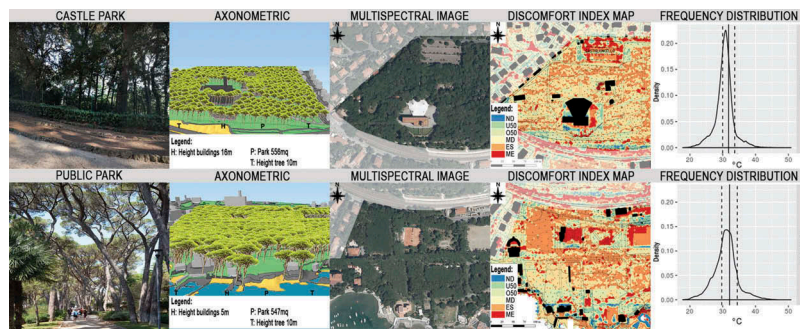 CASTLE PARK
AXONOMETRIC
MULTISPECTRAL IMAGE
DISCOMFORT INDEX MAP
FREQUENCY DISTRIBUTION
T H P T
Legend:
H: Height buildings 16m P: Park 556mq
T: Height tree 10m
N
N
Legend:
ND
U50
O50
MD
ES
ME
Density
0.20
0.15
0.10
0.05
0.00
20 30 40 50
°C
PUBLIC PARK
AXONOMETRIC
MULTISPECTRAL IMAGE
DISCOMFORT INDEX MAP
FREQUENCY DISTRIBUTION
T H P T
Legend:
H: Height buildings 5m P: Park 547mq
T: Height tree 10m
N
N
Legend:
ND
U50
O50
MD
ES
ME
Density
0.20
0.15
0.10
0.05
0.00
20 30 40 50
°C